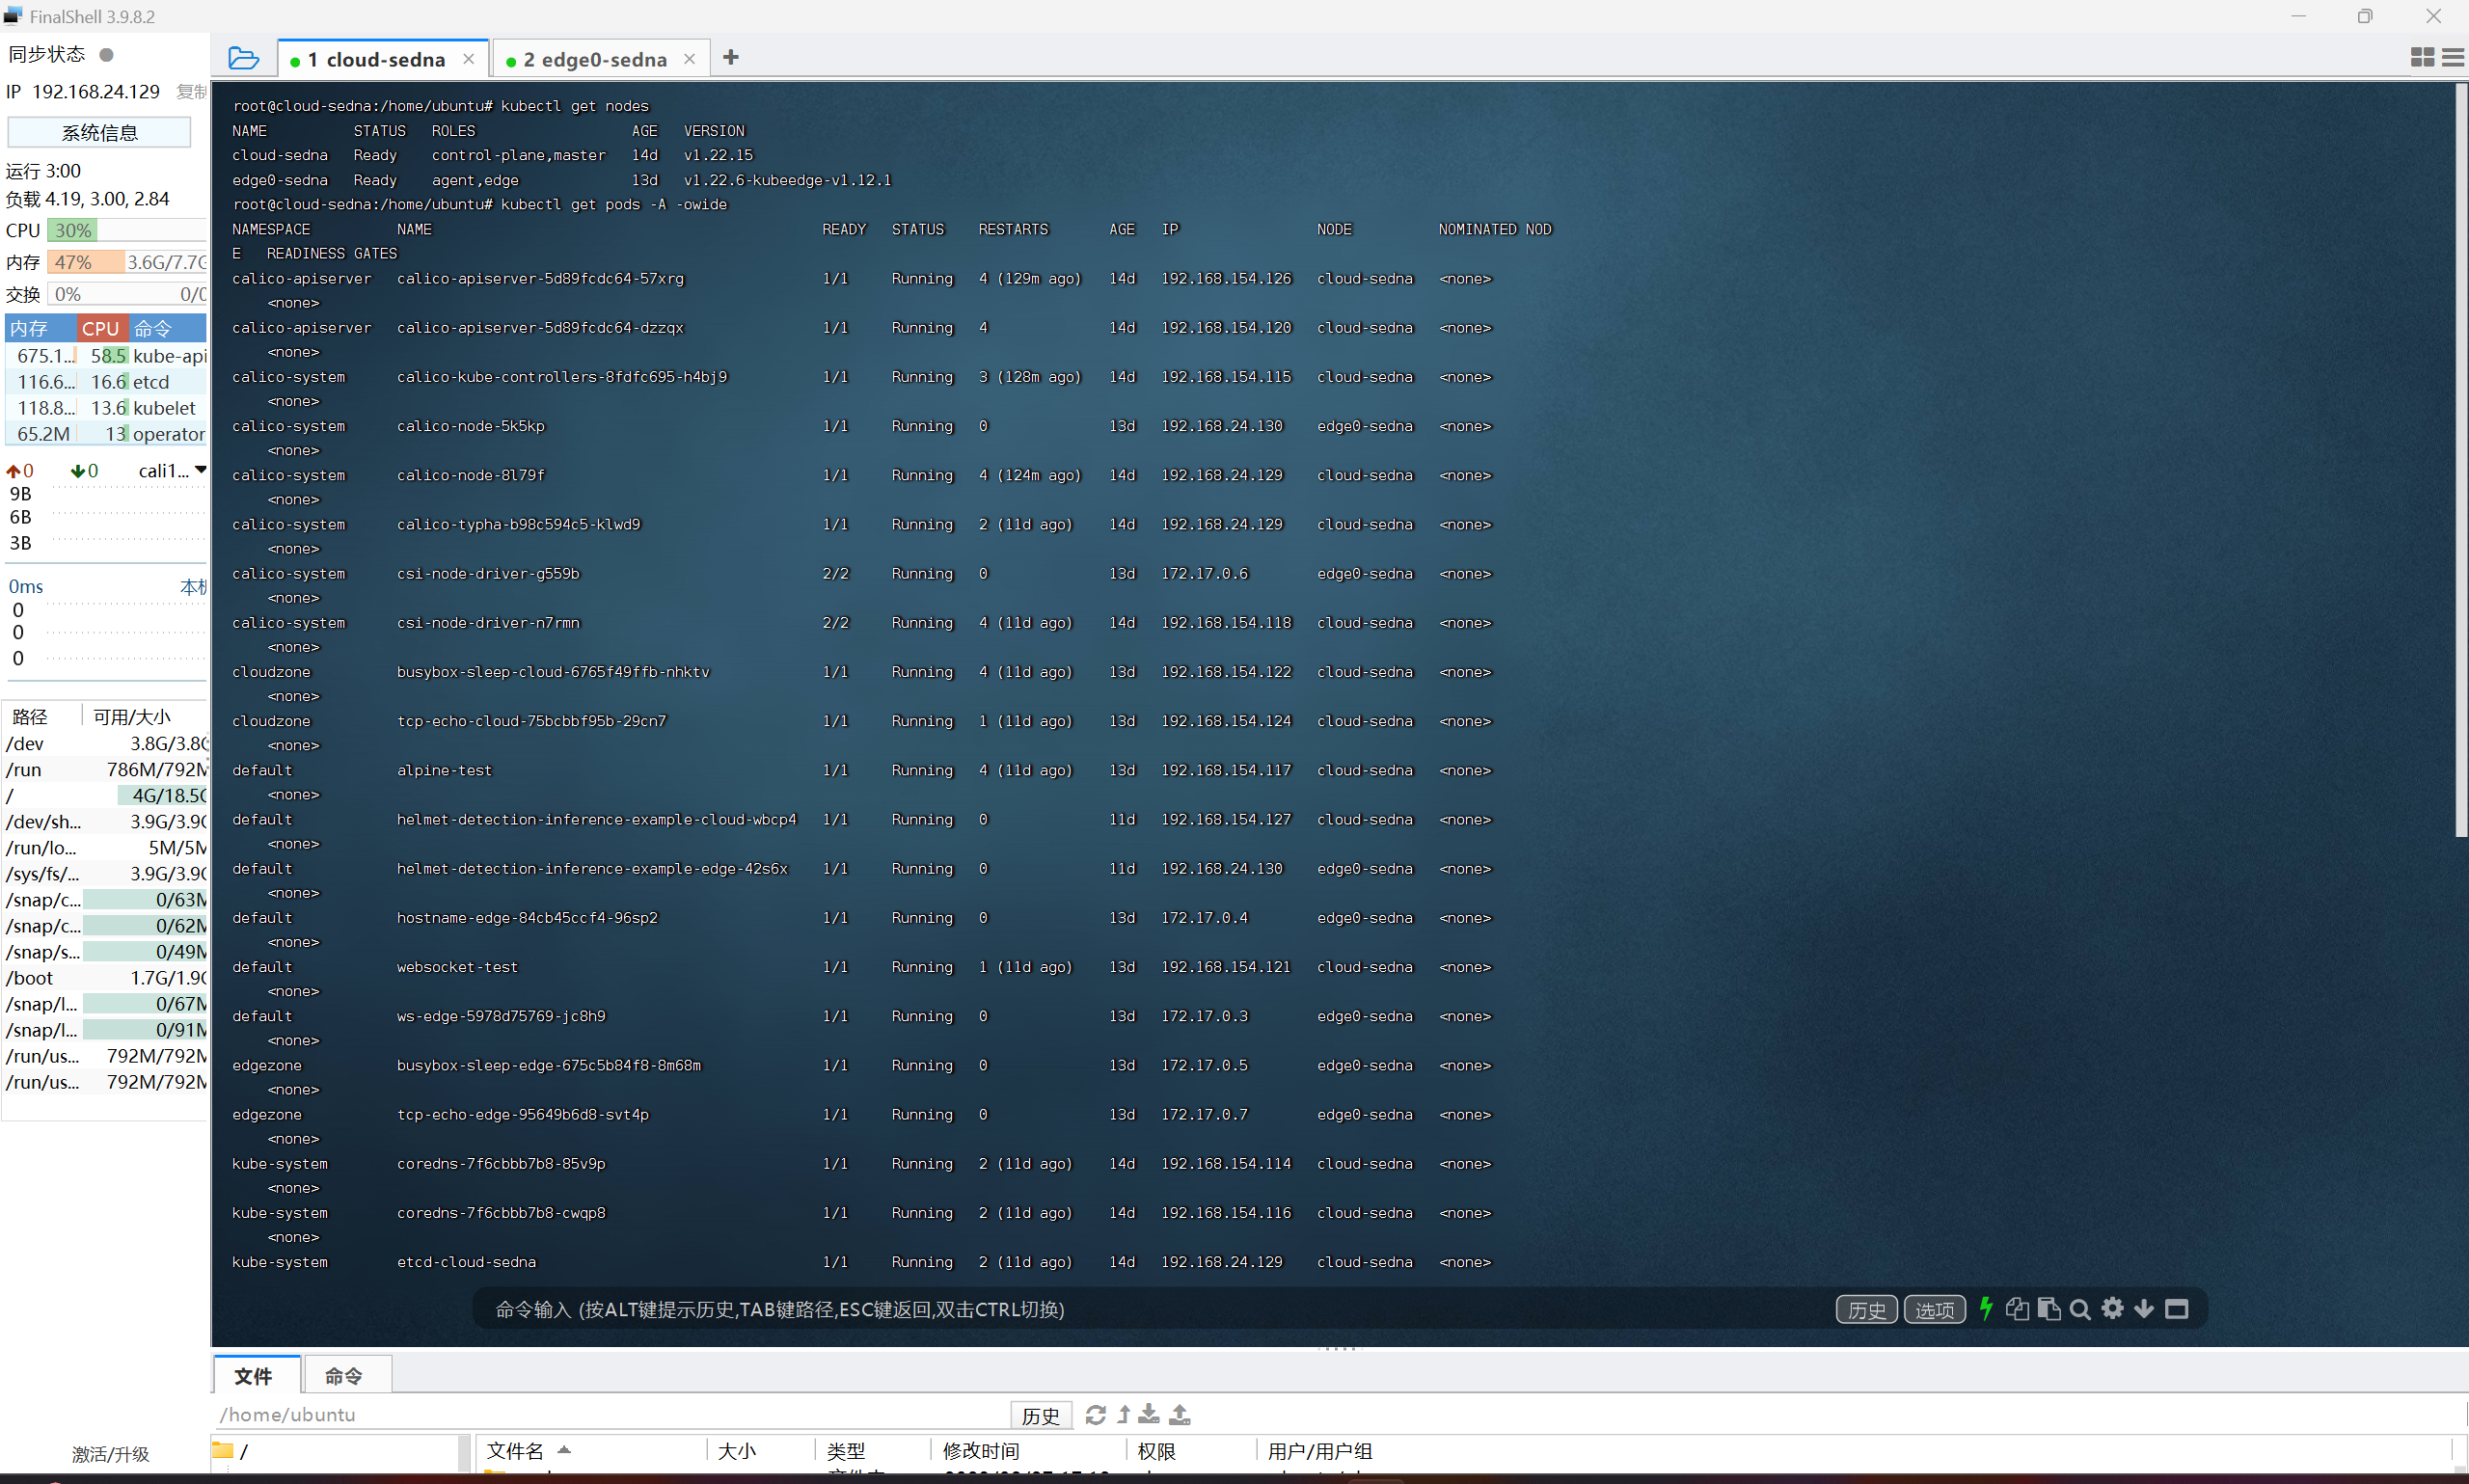 FinalShell 3.9.8.2
同步状态
IP 192.168.24.129 复制
系统信息
运行 3:00
负载 4.19, 3.00, 2.84
CPU 30%
内存 47% 3.6G/7.7G
交换 0% 0/0
内存 CPU 命令
675.1... 58.5 kube-api
116.6... 16.6 etcd
118.8... 13.6 kubelet
65.2M 13 operator
0 0 cali1...
9B
6B
3B
0ms 本机
0
0
0
路径 可用/大小
/dev 3.8G/3.8G
/run 786M/792M
/ 4G/18.5G
/dev/sh... 3.9G/3.9G
/run/lo... 5M/5M
/sys/fs/... 3.9G/3.9G
/snap/c... 0/63M
/snap/c... 0/62M
/snap/s... 0/49M
/boot 1.7G/1.9G
/snap/l... 0/67M
/snap/l... 0/91M
/run/us... 792M/792M
/run/us... 792M/792M
激活/升级
1 cloud-sedna
2 edge0-sedna
root@cloud-sedna:/home/ubuntu# kubectl get nodes
NAME STATUS ROLES AGE VERSION
cloud-sedna Ready control-plane,master 14d v1.22.15
edge0-sedna Ready agent,edge 13d v1.22.6-kubeedge-v1.12.1
root@cloud-sedna:/home/ubuntu# kubectl get pods -A -owide
NAMESPACE NAME READY STATUS RESTARTS AGE IP NODE NOMINATED NOD
E READINESS GATES
calico-apiserver calico-apiserver-5d89fcdc64-57xrg 1/1 Running 4 (129m ago) 14d 192.168.154.126 cloud-sedna <none>
<none>
calico-apiserver calico-apiserver-5d89fcdc64-dzzqx 1/1 Running 4 14d 192.168.154.120 cloud-sedna <none>
<none>
calico-system calico-kube-controllers-8fdfc695-h4bj9 1/1 Running 3 (128m ago) 14d 192.168.154.115 cloud-sedna <none>
<none>
calico-system calico-node-5k5kp 1/1 Running 0 13d 192.168.24.130 edge0-sedna <none>
<none>
calico-system calico-node-8l79f 1/1 Running 4 (124m ago) 14d 192.168.24.129 cloud-sedna <none>
<none>
calico-system calico-typha-b98c594c5-klwd9 1/1 Running 2 (11d ago) 14d 192.168.24.129 cloud-sedna <none>
<none>
calico-system csi-node-driver-g559b 2/2 Running 0 13d 172.17.0.6 edge0-sedna <none>
<none>
calico-system csi-node-driver-n7rmn 2/2 Running 4 (11d ago) 14d 192.168.154.118 cloud-sedna <none>
<none>
cloudzone busybox-sleep-cloud-6765f49ffb-nhktv 1/1 Running 4 (11d ago) 13d 192.168.154.122 cloud-sedna <none>
<none>
cloudzone tcp-echo-cloud-75bcbbf95b-29cn7 1/1 Running 1 (11d ago) 13d 192.168.154.124 cloud-sedna <none>
<none>
default alpine-test 1/1 Running 4 (11d ago) 13d 192.168.154.117 cloud-sedna <none>
<none>
default helmet-detection-inference-example-cloud-wbcp4 1/1 Running 0 11d 192.168.154.127 cloud-sedna <none>
<none>
default helmet-detection-inference-example-edge-42s6x 1/1 Running 0 11d 192.168.24.130 edge0-sedna <none>
<none>
default hostname-edge-84cb45ccf4-96sp2 1/1 Running 0 13d 172.17.0.4 edge0-sedna <none>
<none>
default websocket-test 1/1 Running 1 (11d ago) 13d 192.168.154.121 cloud-sedna <none>
<none>
default ws-edge-5978d75769-jc8h9 1/1 Running 0 13d 172.17.0.3 edge0-sedna <none>
<none>
edgezone busybox-sleep-edge-675c5b84f8-8m68m 1/1 Running 0 13d 172.17.0.5 edge0-sedna <none>
<none>
edgezone tcp-echo-edge-95649b6d8-svt4p 1/1 Running 0 13d 172.17.0.7 edge0-sedna <none>
<none>
kube-system coredns-7f6cbbb7b8-85v9p 1/1 Running 2 (11d ago) 14d 192.168.154.114 cloud-sedna <none>
<none>
kube-system coredns-7f6cbbb7b8-cwqp8 1/1 Running 2 (11d ago) 14d 192.168.154.116 cloud-sedna <none>
<none>
kube-system etcd-cloud-sedna 1/1 Running 2 (11d ago) 14d 192.168.24.129 cloud-sedna <none>
命令输入 (按ALT键提示历史,TAB键路径,ESC键返回,双击CTRL切换)
历史 选项
文件 命令
/home/ubuntu 历史
/
文件名 大小 类型 修改时间 权限 用户/用户组